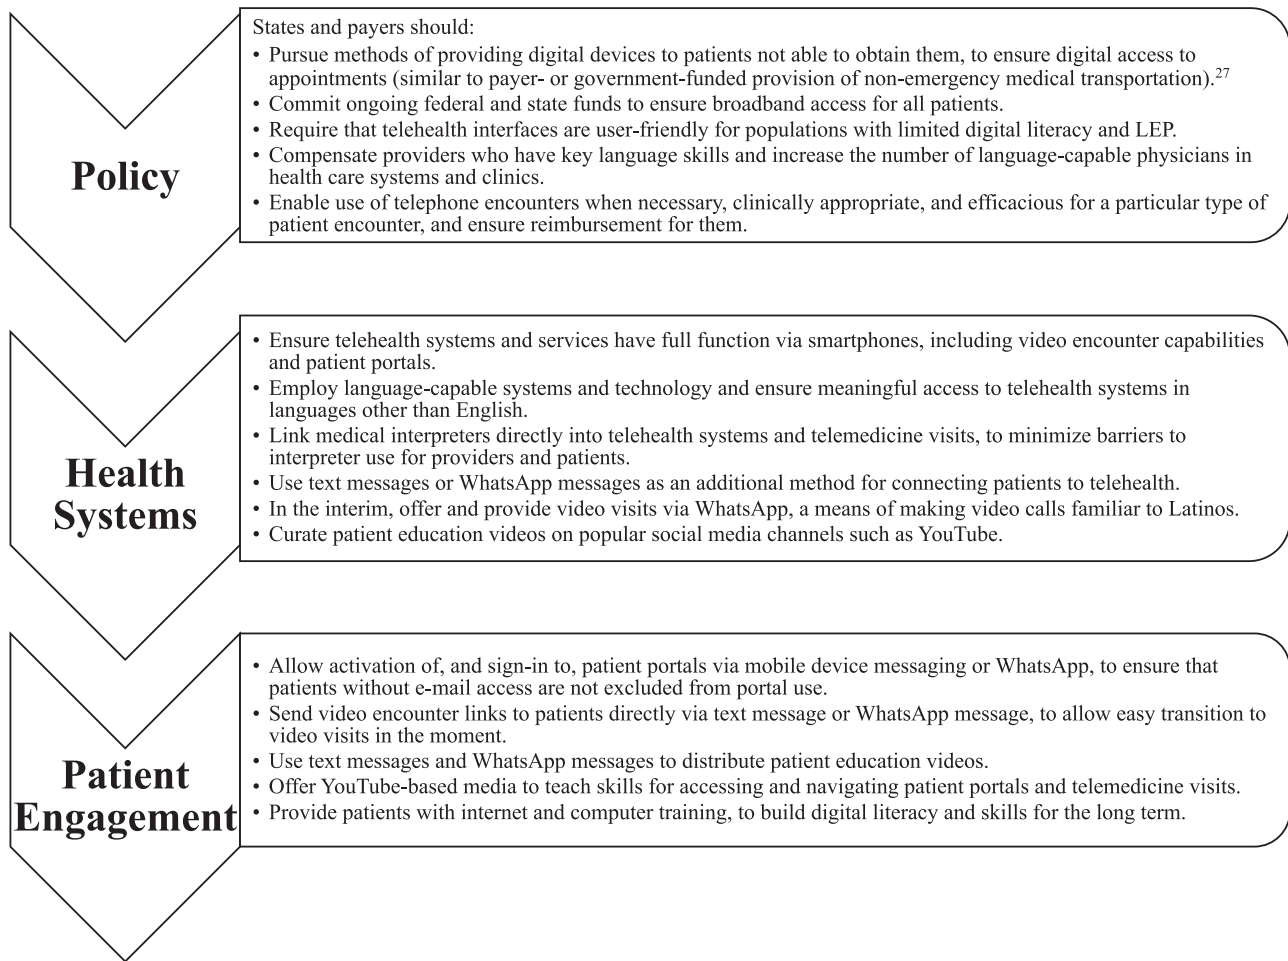 Policy
States and payers should:
• Pursue methods of providing digital devices to patients not able to obtain them, to ensure digital access to
appointments (similar to payer- or government-funded provision of non-emergency medical transportation).27
• Commit ongoing federal and state funds to ensure broadband access for all patients.
• Require that telehealth interfaces are user-friendly for populations with limited digital literacy and LEP.
• Compensate providers who have key language skills and increase the number of language-capable physicians in
health care systems and clinics.
• Enable use of telephone encounters when necessary, clinically appropriate, and efficacious for a particular type of
patient encounter, and ensure reimbursement for them.
Health
Systems
• Ensure telehealth systems and services have full function via smartphones, including video encounter capabilities
and patient portals.
• Employ language-capable systems and technology and ensure meaningful access to telehealth systems in
languages other than English.
• Link medical interpreters directly into telehealth systems and telemedicine visits, to minimize barriers to
interpreter use for providers and patients.
• Use text messages or WhatsApp messages as an additional method for connecting patients to telehealth.
• In the interim, offer and provide video visits via WhatsApp, a means of making video calls familiar to Latinos.
• Curate patient education videos on popular social media channels such as YouTube.
Patient
Engagement
• Allow activation of, and sign-in to, patient portals via mobile device messaging or WhatsApp, to ensure that
patients without e-mail access are not excluded from portal use.
• Send video encounter links to patients directly via text message or WhatsApp message, to allow easy transition to
video visits in the moment.
• Use text messages and WhatsApp messages to distribute patient education videos.
• Offer YouTube-based media to teach skills for accessing and navigating patient portals and telemedicine visits.
• Provide patients with internet and computer training, to build digital literacy and skills for the long term.